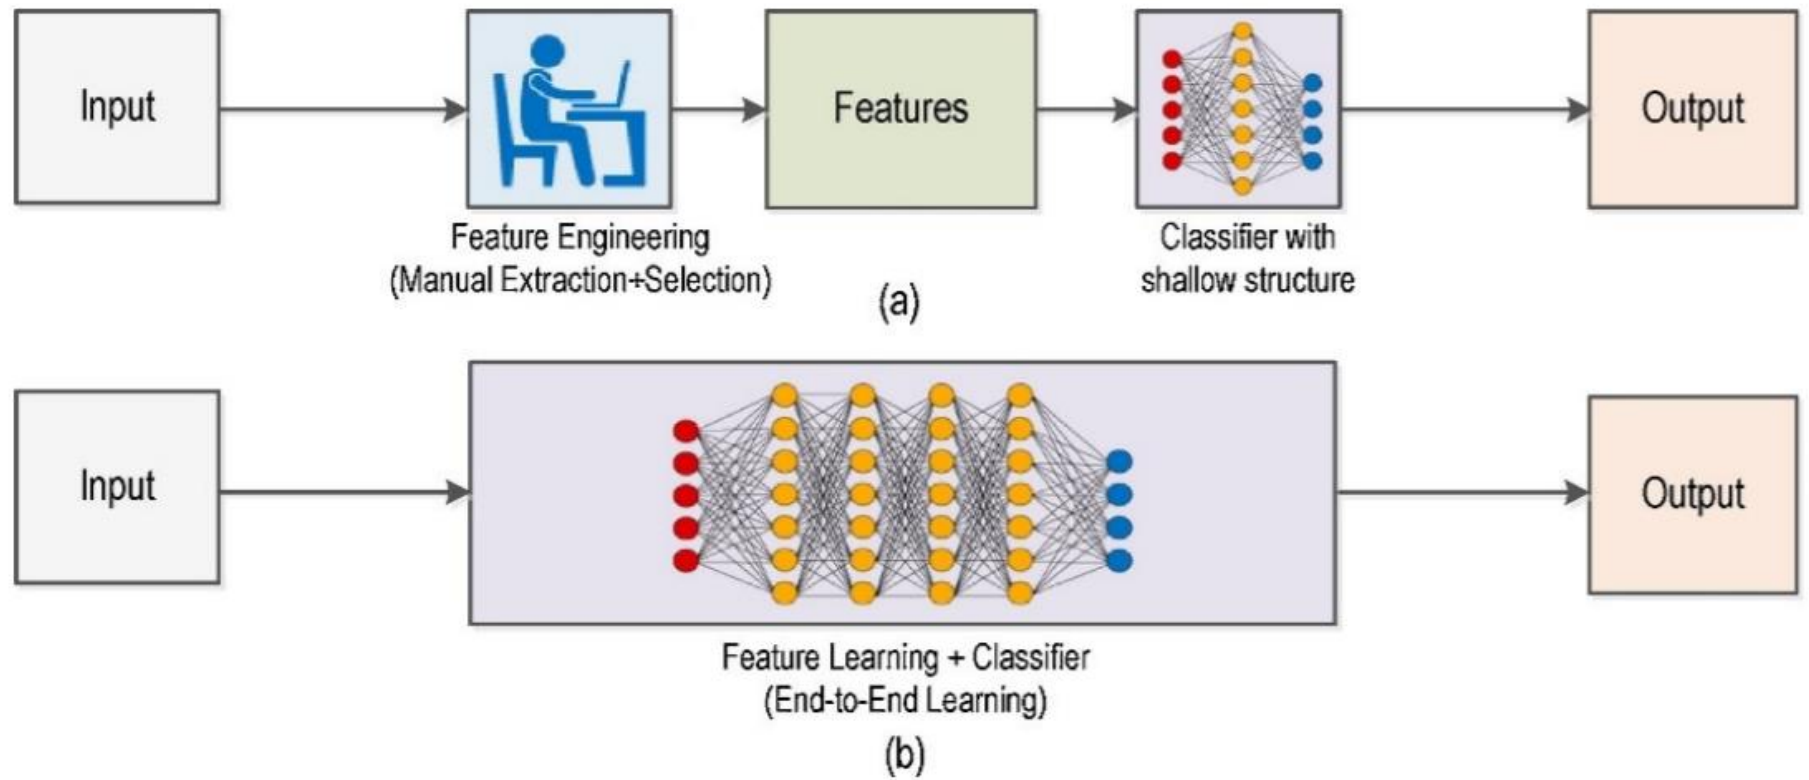 Input
Features
Output
Feature Engineering
(Manual Extraction+Selection)
Classifier with
shallow structure
(a)
Input
Output
Feature Learning + Classifier
(End-to-End Learning)
(b)